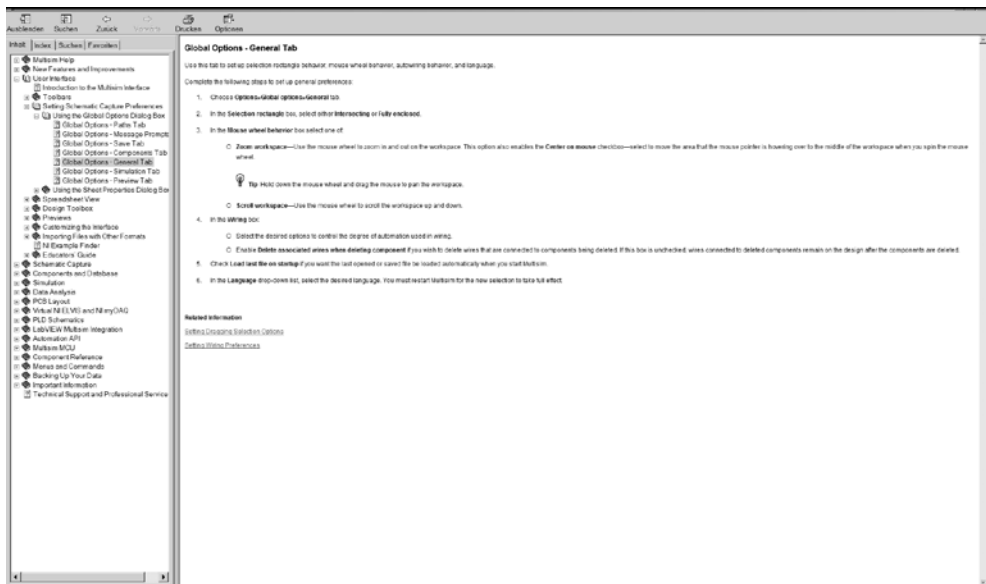 Ausblenden Suchen Zurück Vorwärts Drucken Optionen
Inhalt Index Suchen Favoriten
Multisim Help
New Features and Improvements
User Interface
Introduction to the Multisim Interface
Toolbars
Setting Schematic Capture Preferences
Using the Global Options Dialog Box
Global Options - Paths Tab
Global Options - Message Prompts
Global Options - Save Tab
Global Options - Components Tab
Global Options - General Tab
Global Options - Simulation Tab
Global Options - Preview Tab
Using the Sheet Properties Dialog Box
Spreadsheet View
Design Toolbox
Previews
Customizing the Interface
Importing Files with Other Formats
NI Example Finder
Educators' Guide
Schematic Capture
Components and Database
Simulation
Data Analysis
PCB Layout
Virtual NI ELVIS and NI myDAQ
PLD Schematics
LabVIEW Multisim Integration
Automation API
Multisim MCU
Component Reference
Menus and Commands
Backing Up Your Data
Important Information
Technical Support and Professional Service
Global Options - General Tab
Use this tab to set up selection rectangle behavior, mouse wheel behavior, autowiring behavior, and language.
Complete the following steps to set up general preferences:
1. Choose Options»Global options»General tab.
2. In the Selection rectangle box, select either Intersecting or Fully enclosed.
3. In the Mouse wheel behavior box select one of:
Zoom workspace—Use the mouse wheel to zoom in and out on the workspace. This option also enables the Center on mouse checkbox—select to move the area that the mouse pointer is hovering over to the middle of the workspace when you spin the mouse
wheel.
Tip Hold down the mouse wheel and drag the mouse to pan the workspace.
Scroll workspace—Use the mouse wheel to scroll the workspace up and down.
4. In the Wiring box:
Select the desired options to control the degree of automation used in wiring.
Enable Delete associated wires when deleting component if you wish to delete wires that are connected to components being deleted. If this box is unchecked, wires connected to deleted components remain on the design after the components are deleted.
5. Check Load last file on startup if you want the last opened or saved file be loaded automatically when you start Multisim.
6. In the Language drop-down list, select the desired language. You must restart Multisim for the new selection to take full effect.
Related Information
Setting Dragging Selection Options
Setting Wiring Preferences